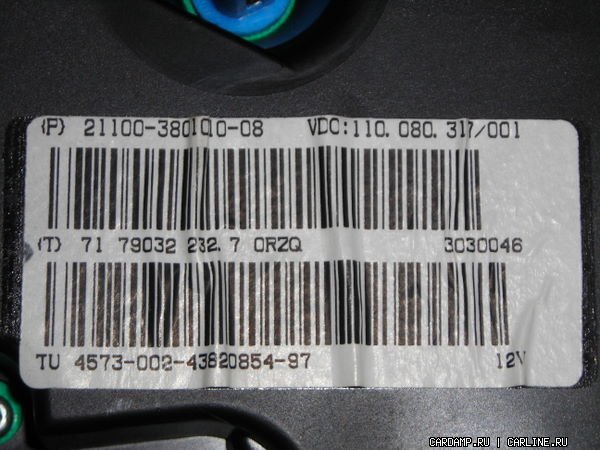 {P} 21100-3801010-08 VDO:110.080.317/001
{T} 71 79032 232.7 0RZQ 3030046
TU 4573-002-43820854-97 12V
CARDAMP.RU | CARLINE.RU